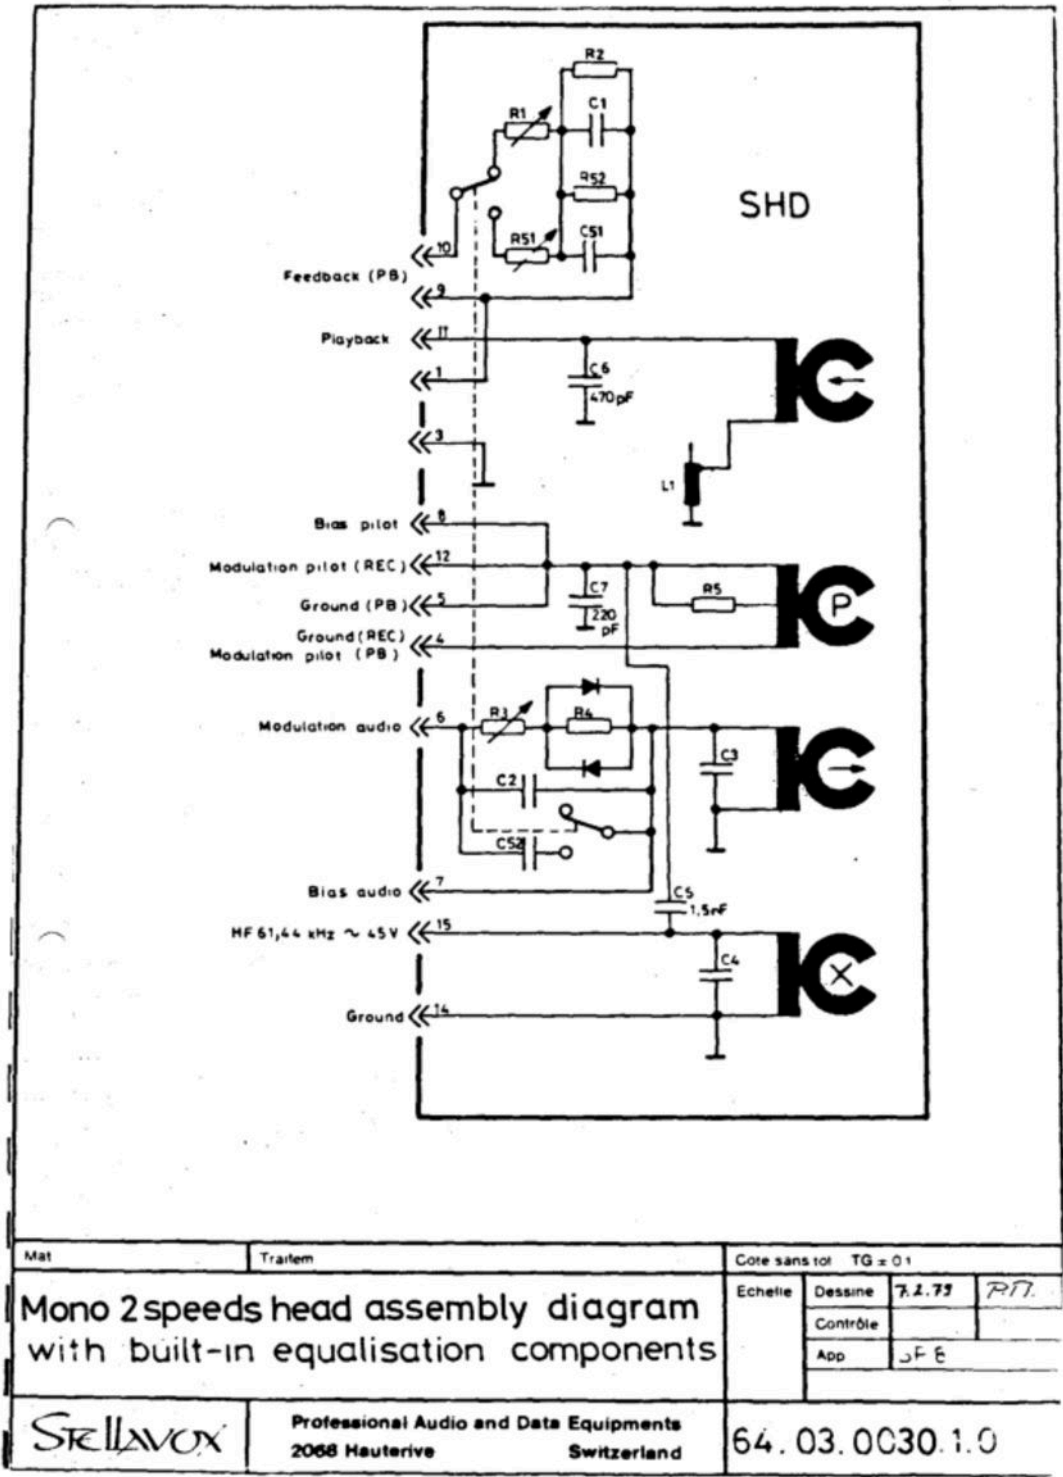 R2
R1
C1
R52
SHD
R51
C51
10
Feedback (PB)
9
Playback
11
1
C6
470pF
3
L1
Bias pilot
8
Modulation pilot (REC)
12
Ground (PB)
5
C7
220
pF
R5
P
Ground (REC)
Modulation pilot (PB)
4
Modulation audio
6
R3
R4
C2
C3
C52
Bias audio
7
C5
1,5nF
HF 61,44 kHz ~ 45V
15
C4
X
Ground
14
Mat
Traitem
Cote sans tol TG ± 0.1
Mono 2 speeds head assembly diagram
with built-in equalisation components
Echelle
Dessine
7.2.79
Contrôle
App
STELLAVOX
Professional Audio and Data Equipments
2068 Hauterive Switzerland
64.03.0030.1.0